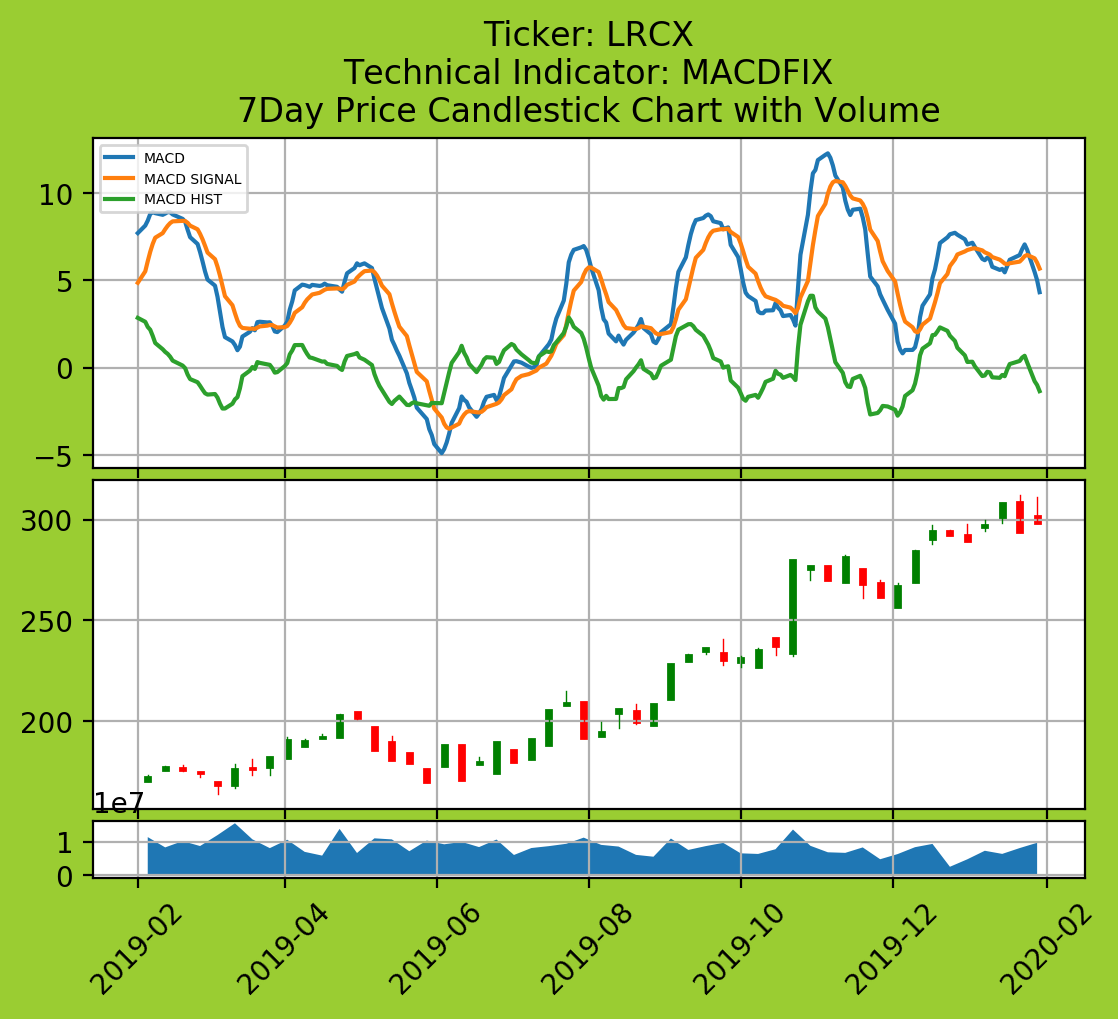 Ticker: LRCX
Technical Indicator: MACDFIX
7Day Price Candlestick Chart with Volume
MACD
MACD SIGNAL
MACD HIST
10
5
0
−5
300
250
200
1e7
1
0
2019-02
2019-04
2019-06
2019-08
2019-10
2019-12
2020-02